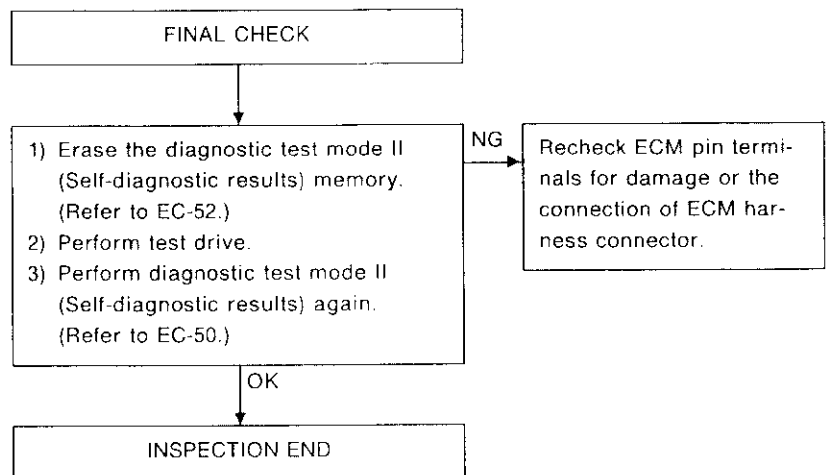 FINAL CHECK
1) Erase the diagnostic test mode II
(Self-diagnostic results) memory.
(Refer to EC-52.)
2) Perform test drive.
3) Perform diagnostic test mode II
(Self-diagnostic results) again.
(Refer to EC-50.)
NG
Recheck ECM pin termi-
nals for damage or the
connection of ECM har-
ness connector.
OK
INSPECTION END